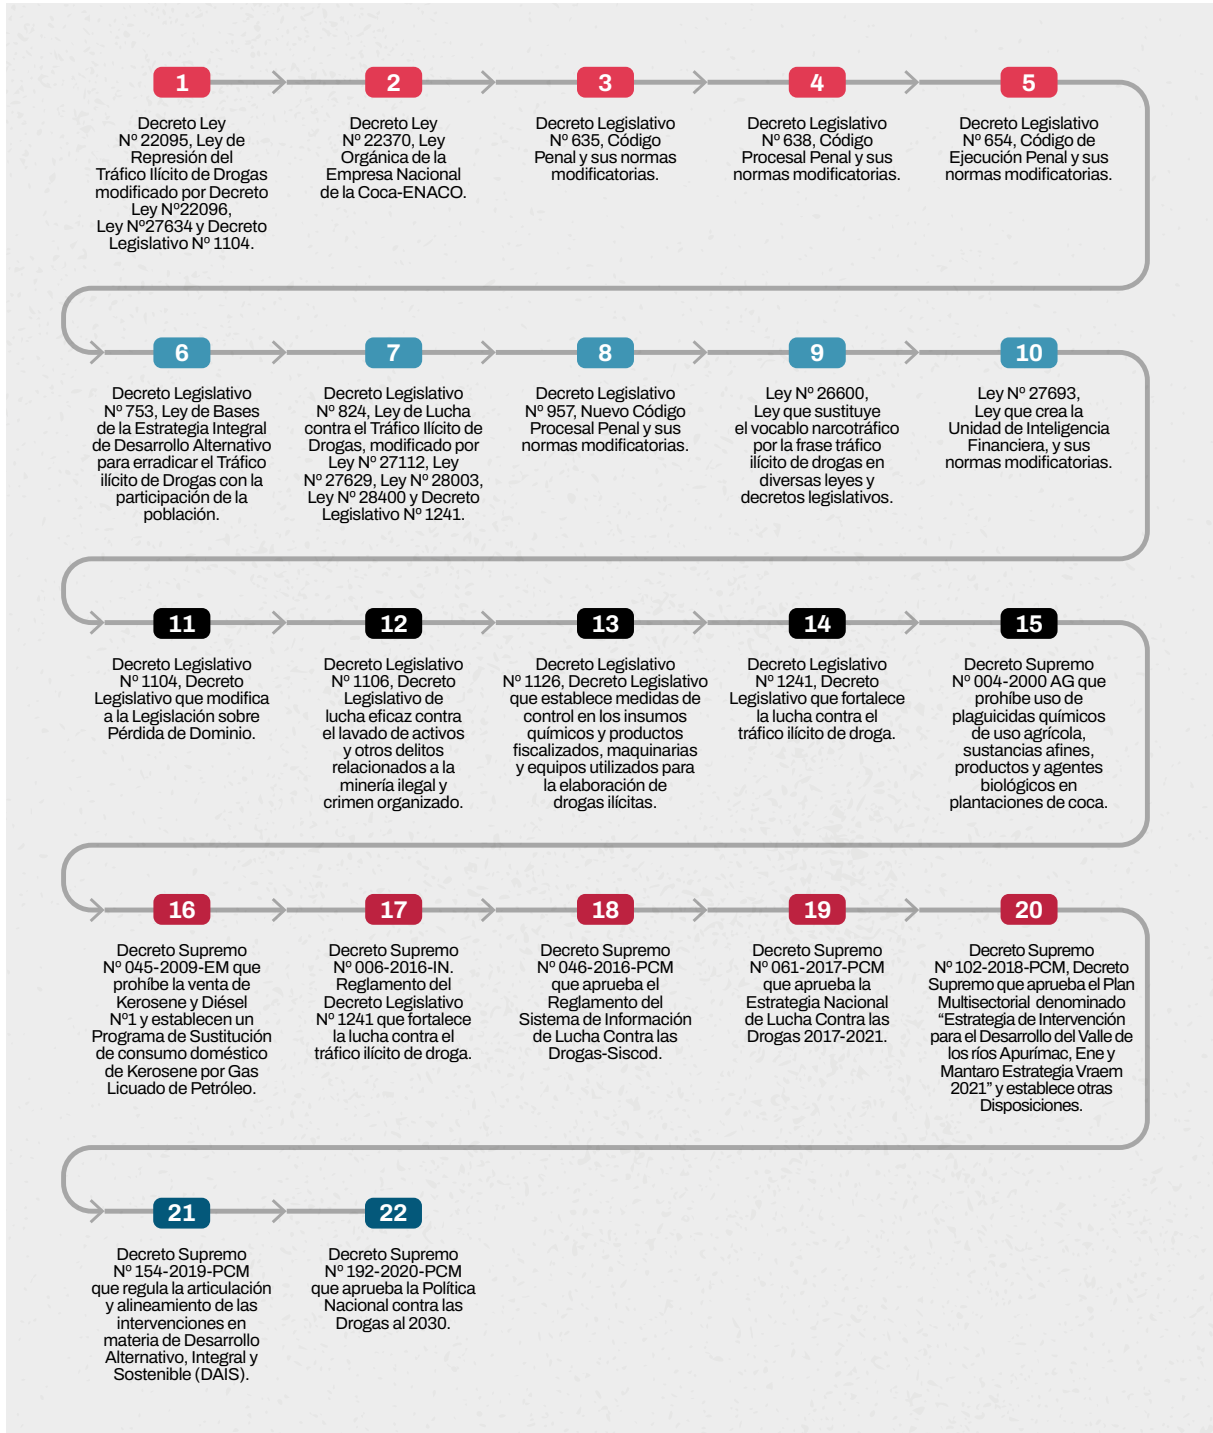 1
Decreto Ley
Nº 22095, Ley de
Represión del
Tráfico Ilícito de Drogas
modificado por Decreto
Ley Nº22096,
Ley Nº27634 y Decreto
Legislativo Nº 1104.
2
Decreto Ley
Nº 22370, Ley
Orgánica de la
Empresa Nacional
de la Coca-ENACO.
3
Decreto Legislativo
Nº 635, Código
Penal y sus normas
modificatorias.
4
Decreto Legislativo
Nº 638, Código
Procesal Penal y sus
normas modificatorias.
5
Decreto Legislativo
Nº 654, Código de
Ejecución Penal y sus
normas modificatorias.
6
Decreto Legislativo
Nº 753, Ley de Bases
de la Estrategia Integral
de Desarrollo Alternativo
para erradicar el Tráfico
ilícito de Drogas con la
participación de la
población.
7
Decreto Legislativo
Nº 824, Ley de Lucha
contra el Tráfico Ilícito de
Drogas, modificado por
Ley Nº 27112, Ley
Nº 27629, Ley Nº 28003,
Ley Nº 28400 y Decreto
Legislativo Nº 1241.
8
Decreto Legislativo
Nº 957, Nuevo Código
Procesal Penal y sus
normas modificatorias.
9
Ley Nº 26600,
Ley que sustituye
el vocablo narcotráfico
por la frase tráfico
ilícito de drogas en
diversas leyes y
decretos legislativos.
10
Ley Nº 27693,
Ley que crea la
Unidad de Inteligencia
Financiera, y sus
normas modificatorias.
11
Decreto Legislativo
Nº 1104, Decreto
Legislativo que modifica
a la Legislación sobre
Pérdida de Dominio.
12
Decreto Legislativo
Nº 1106, Decreto
Legislativo de
lucha eficaz contra
el lavado de activos
y otros delitos
relacionados a la
minería ilegal y
crimen organizado.
13
Decreto Legislativo
Nº 1126, Decreto Legislativo
que establece medidas de
control en los insumos
químicos y productos
fiscalizados, maquinarias
y equipos utilizados para
la elaboración de
drogas ilícitas.
14
Decreto Legislativo
Nº 1241, Decreto
Legislativo que fortalece
la lucha contra el
tráfico ilícito de droga.
15
Decreto Supremo
Nº 004-2000 AG que
prohíbe uso de
plaguicidas químicos
de uso agrícola,
sustancias afines,
productos y agentes
biológicos en
plantaciones de coca.
16
Decreto Supremo
Nº 045-2009-EM que
prohíbe la venta de
Kerosene y Diésel
Nº1 y establecen un
Programa de Sustitución
de consumo doméstico
de Kerosene por Gas
Licuado de Petróleo.
17
Decreto Supremo
Nº 006-2016-IN.
Reglamento del
Decreto Legislativo
Nº 1241 que fortalece
la lucha contra el
tráfico ilícito de droga.
18
Decreto Supremo
Nº 046-2016-PCM
que aprueba el
Reglamento del
Sistema de Información
de Lucha Contra las
Drogas-Siscod.
19
Decreto Supremo
Nº 061-2017-PCM
que aprueba la
Estrategia Nacional
de Lucha Contra las
Drogas 2017-2021.
20
Decreto Supremo
Nº 102-2018-PCM, Decreto
Supremo que aprueba el Plan
Multisectorial denominado
“Estrategia de Intervención
para el Desarrollo del Valle de
los ríos Apurímac, Ene y
Mantaro Estrategia Vraem
2021” y establece otras
Disposiciones.
21
Decreto Supremo
Nº 154-2019-PCM
que regula la articulación
y alineamiento de las
intervenciones en
materia de Desarrollo
Alternativo, Integral y
Sostenible (DAIS).
22
Decreto Supremo
Nº 192-2020-PCM
que aprueba la Política
Nacional contra las
Drogas al 2030.